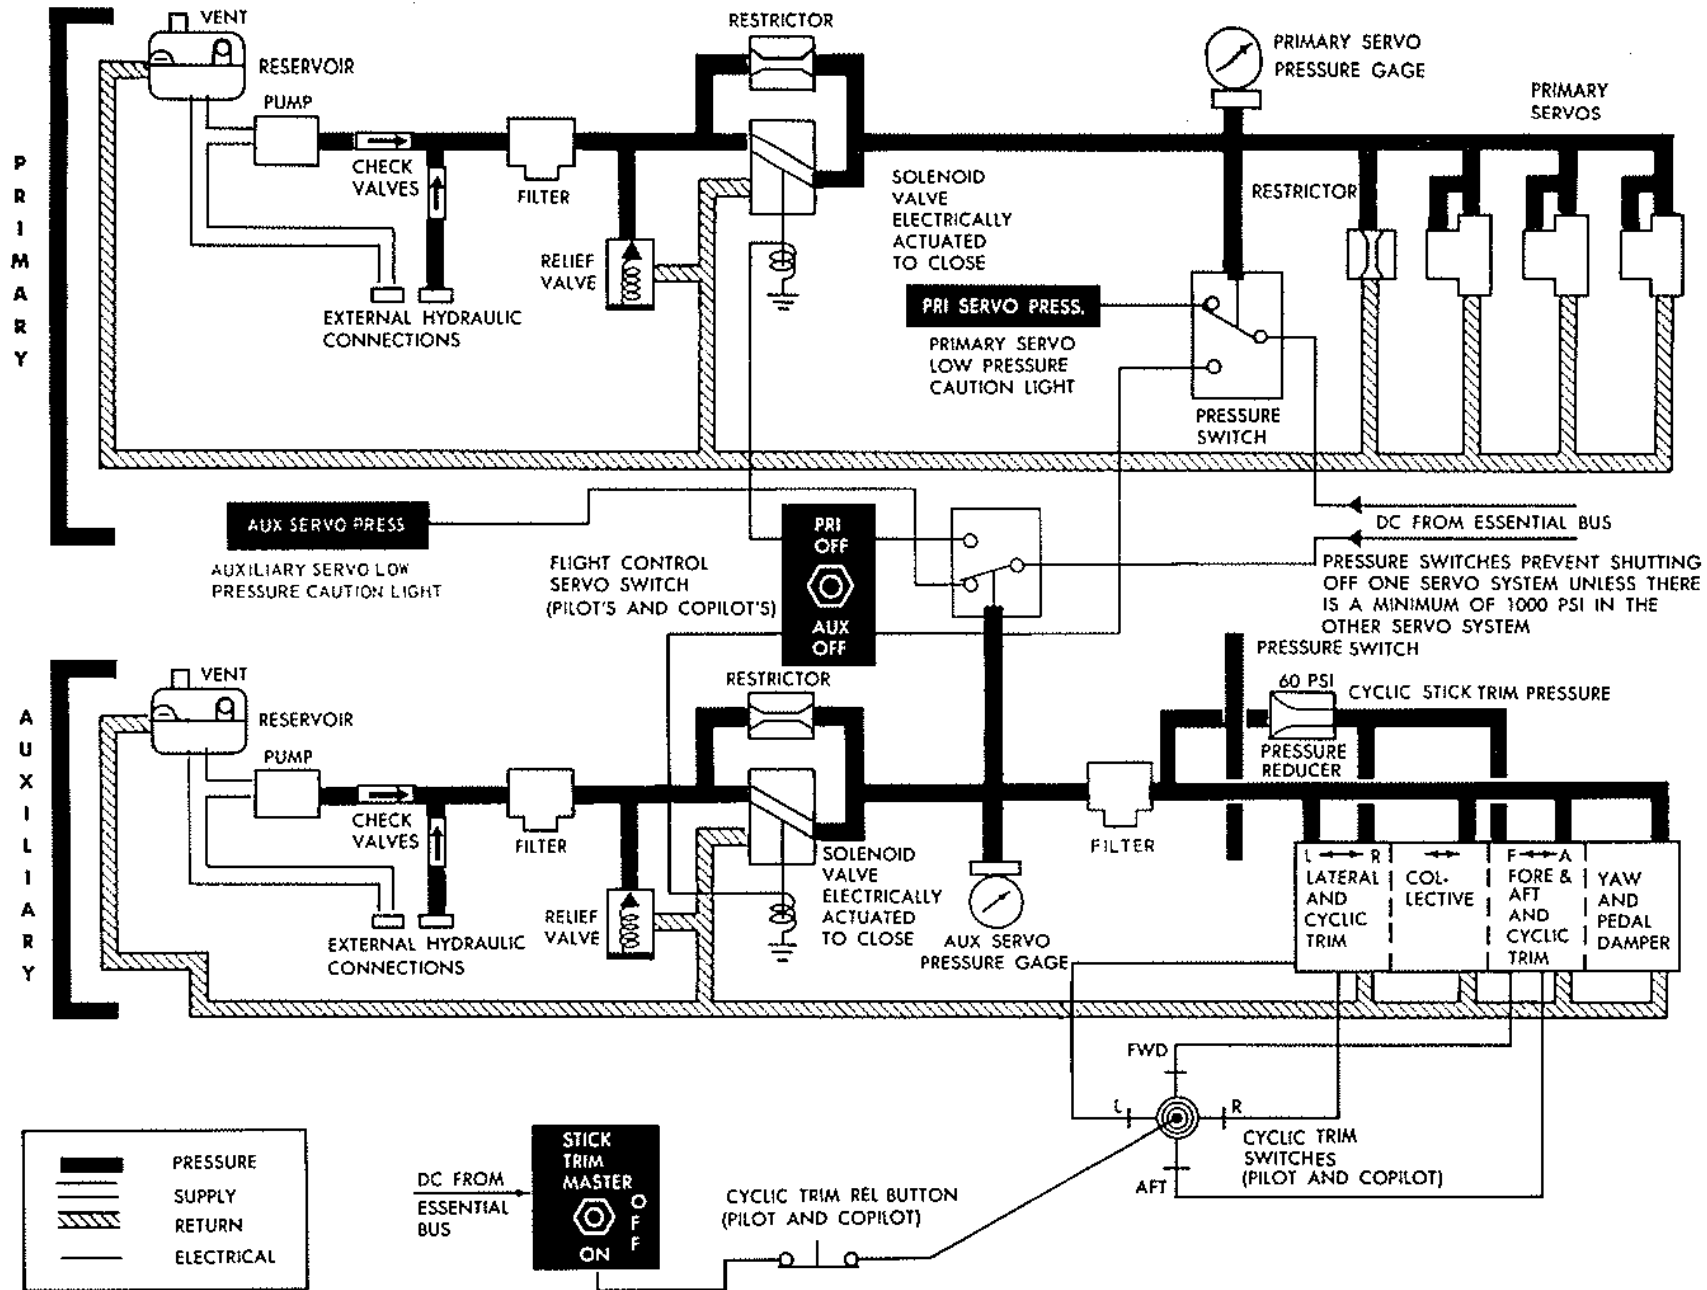 PRIMARY
VENT
RESERVOIR
PUMP
CHECK
VALVES
FILTER
EXTERNAL HYDRAULIC
CONNECTIONS
RELIEF
VALVE
RESTRICTOR
SOLENOID
VALVE
ELECTRICALLY
ACTUATED
TO CLOSE
PRIMARY SERVO
PRESSURE GAGE
PRIMARY
SERVOS
RESTRICTOR
PRI SERVO PRESS.
PRIMARY SERVO
LOW PRESSURE
CAUTION LIGHT
PRESSURE
SWITCH
AUX SERVO PRESS
AUXILIARY SERVO LOW
PRESSURE CAUTION LIGHT
FLIGHT CONTROL
SERVO SWITCH
(PILOT'S AND COPILOT'S)
PRI
OFF
AUX
OFF
DC FROM ESSENTIAL BUS
PRESSURE SWITCHES PREVENT SHUTTING
OFF ONE SERVO SYSTEM UNLESS THERE
IS A MINIMUM OF 1000 PSI IN THE
OTHER SERVO SYSTEM
PRESSURE SWITCH
AUXILIARY
VENT
RESERVOIR
PUMP
CHECK
VALVES
FILTER
EXTERNAL HYDRAULIC
CONNECTIONS
RELIEF
VALVE
RESTRICTOR
SOLENOID
VALVE
ELECTRICALLY
ACTUATED
TO CLOSE
AUX SERVO
PRESSURE GAGE
FILTER
60 PSI
CYCLIC STICK TRIM PRESSURE
PRESSURE
REDUCER
L R
LATERAL
AND
CYCLIC
TRIM
COL-
LECTIVE
F A
FORE &
AFT
AND
CYCLIC
TRIM
YAW
AND
PEDAL
DAMPER
FWD
L
R
AFT
CYCLIC TRIM
SWITCHES
(PILOT AND COPILOT)
PRESSURE
SUPPLY
RETURN
ELECTRICAL
DC FROM
ESSENTIAL
BUS
STICK
TRIM
MASTER
OFF
ON
CYCLIC TRIM REL BUTTON
(PILOT AND COPILOT)